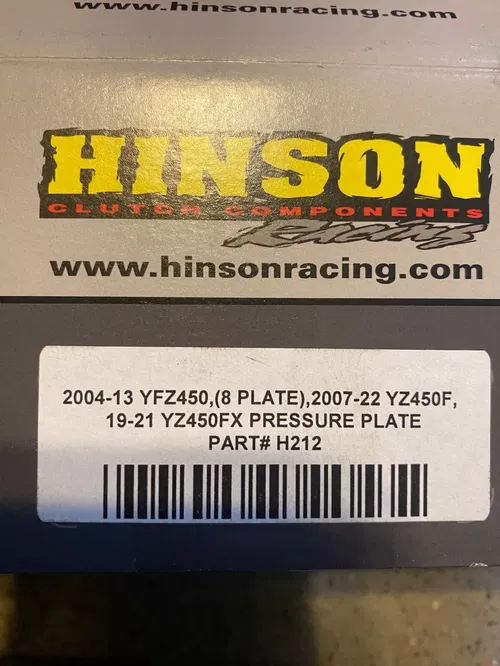 www.hinsonracing.com
HINSON
CLUTCH COMPONENTS
Racing
www.hinsonracing.com
2004-13 YFZ450,(8 PLATE),2007-22 YZ450F,
19-21 YZ450FX PRESSURE PLATE
PART# H212